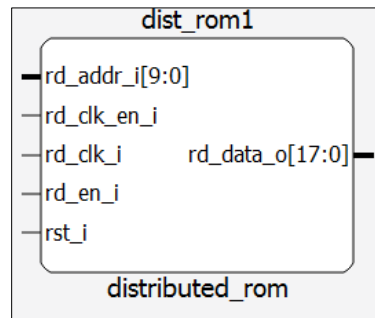 dist_rom1
rd_addr_i[9:0]
rd_clk_en_i
rd_clk_i rd_data_o[17:0]
rd_en_i
rst_i
distributed_rom